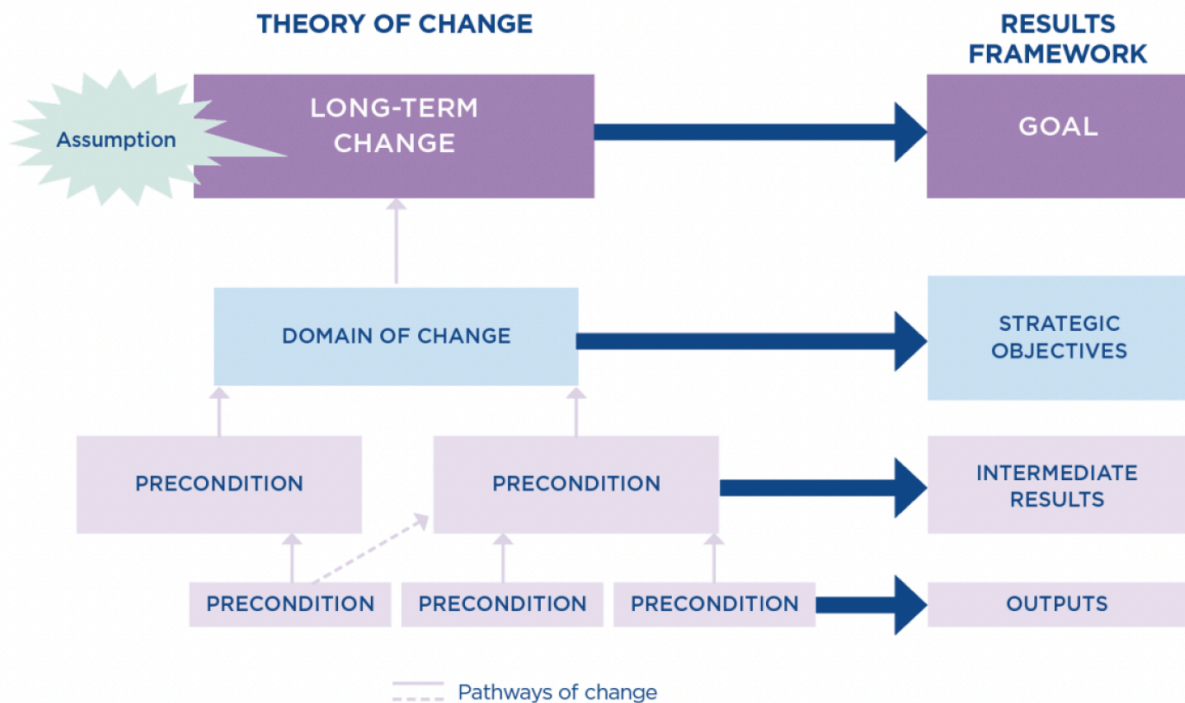 THEORY OF CHANGE
RESULTS
FRAMEWORK
Assumption
LONG-TERM
CHANGE
GOAL
DOMAIN OF CHANGE
STRATEGIC
OBJECTIVES
PRECONDITION
PRECONDITION
INTERMEDIATE
RESULTS
PRECONDITION
PRECONDITION
PRECONDITION
OUTPUTS
Pathways of change